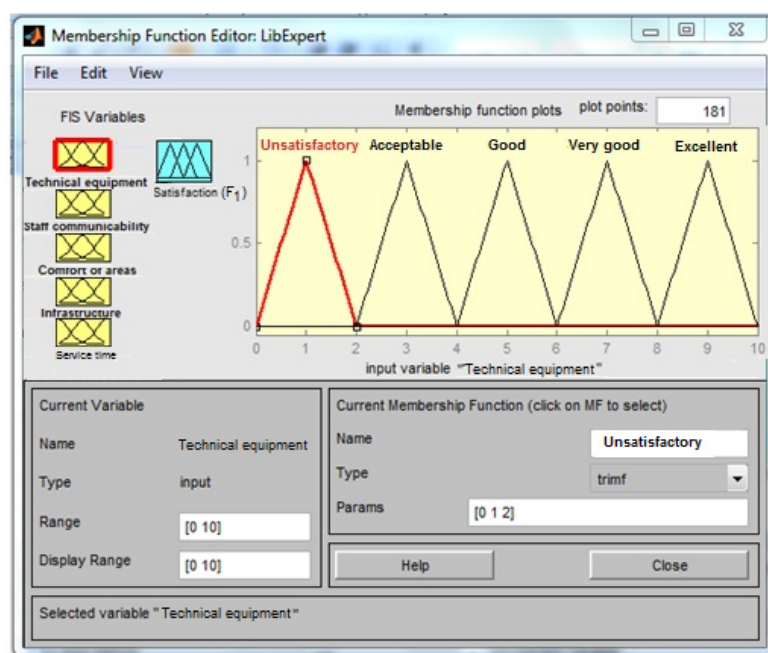 Membership Function Editor: LibExpert
File Edit View
FIS Variables
Membership function plots plot points: 181
Technical equipment
Satisfaction (F1)
Staff communicability
Comfort of areas
Infrastructure
Service time
Unsatisfactory Acceptable Good Very good Excellent
1
0.5
0
0 1 2 3 4 5 6 7 8 9 10
input variable "Technical equipment"
Current Variable
Name Technical equipment
Type input
Range [0 10]
Display Range [0 10]
Current Membership Function (click on MF to select)
Name Unsatisfactory
Type trimf
Params [0 1 2]
Help Close
Selected variable "Technical equipment"